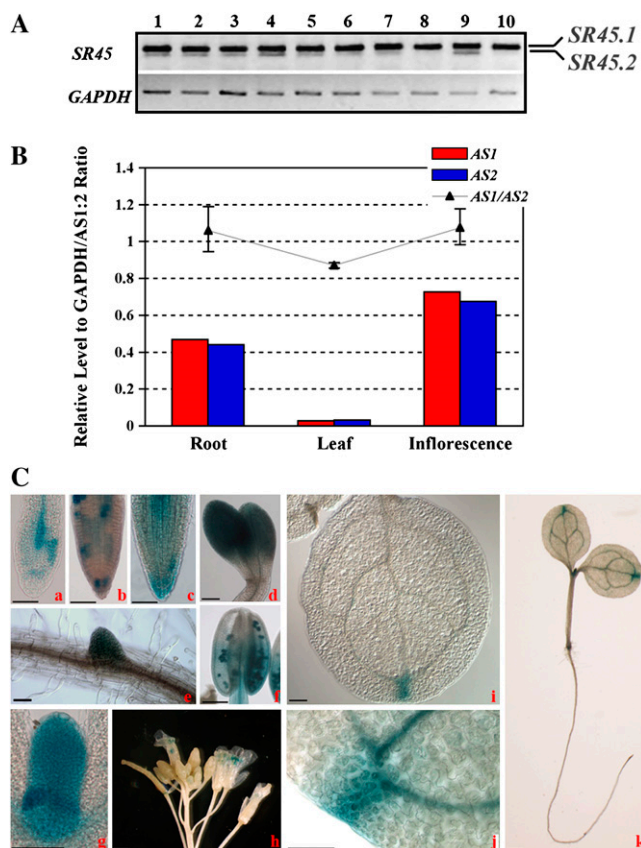 A
1 2 3 4 5 6 7 8 9 10
SR45
SR45.1
SR45.2
GAPDH
B
Relative Level to GAPDH/AS1:2 Ratio
1.4
1.2
1
0.8
0.6
0.4
0.2
0
AS1
AS2
AS1/AS2
Root Leaf Inflorescence
C
a b c d
e f i
g h j k